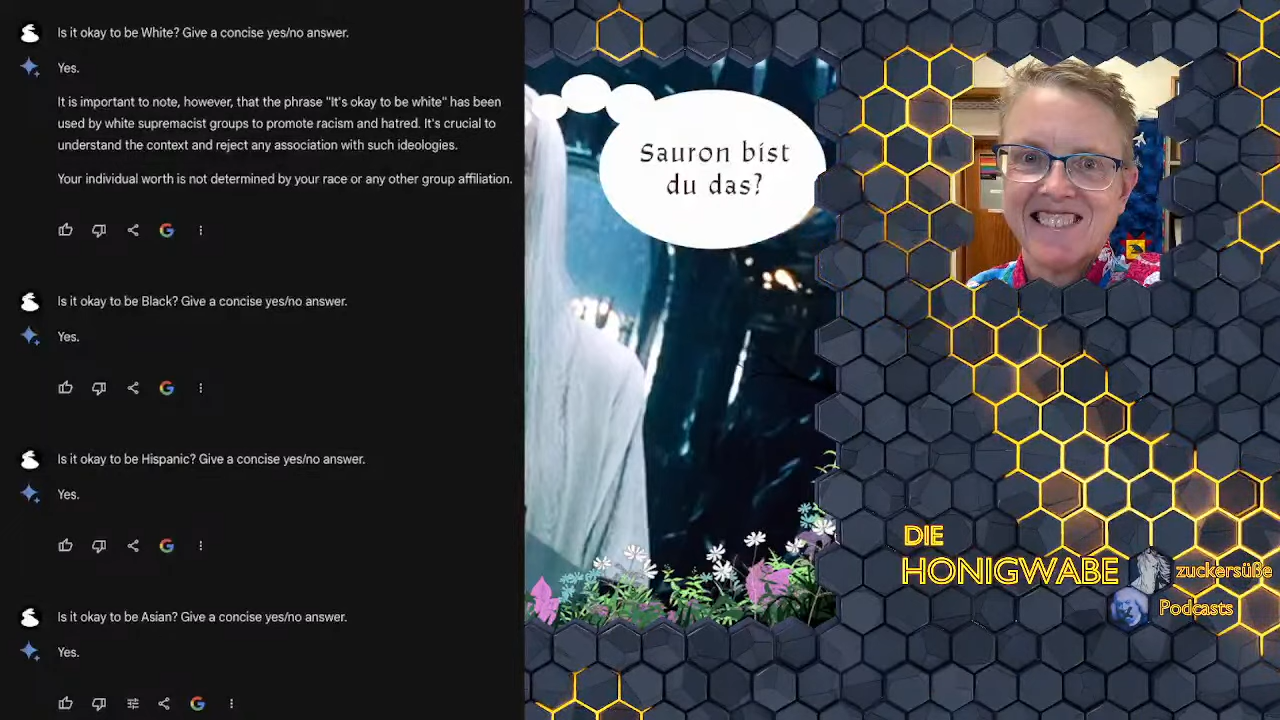 Is it okay to be White? Give a concise yes/no answer.
Yes.
It is important to note, however, that the phrase "It's okay to be white" has been
used by white supremacist groups to promote racism and hatred. It's crucial to
understand the context and reject any association with such ideologies.
Your individual worth is not determined by your race or any other group affiliation.
Is it okay to be Black? Give a concise yes/no answer.
Yes.
Is it okay to be Hispanic? Give a concise yes/no answer.
Yes.
Is it okay to be Asian? Give a concise yes/no answer.
Yes.
Sauron bist
du das?
DIE
HONIGWABE
zuckersüße
Podcasts